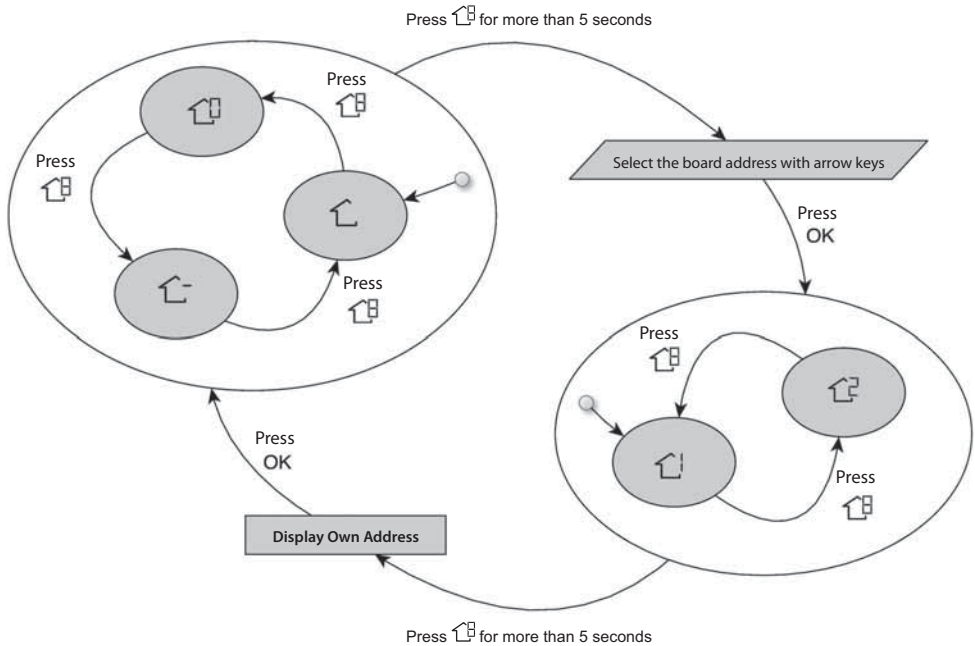 Press for more than 5 seconds
Press
Press
Select the board address with arrow keys
Press
OK
Press
Press
Press
OK
Press
Display Own Address
Press for more than 5 seconds